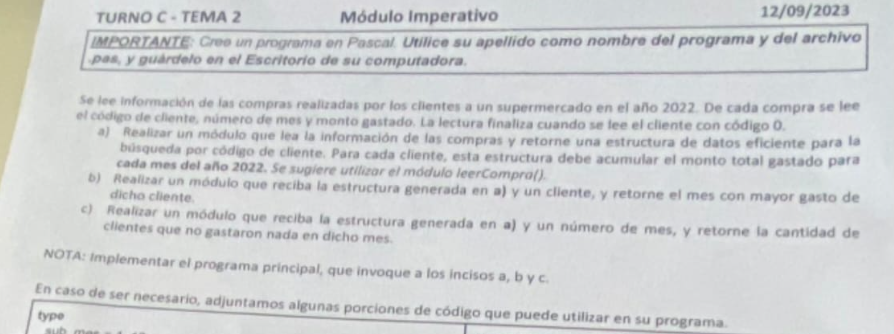 TURNO C - TEMA 2 Módulo Imperativo 12/09/2023
IMPORTANTE: Cree un programa en Pascal. Utilice su apellido como nombre del programa y del archivo
.pas, y guárdelo en el Escritorio de su computadora.
Se lee información de las compras realizadas por los clientes a un supermercado en el año 2022. De cada compra se lee
el código de cliente, número de mes y monto gastado. La lectura finaliza cuando se lee el cliente con código 0.
a) Realizar un módulo que lea la información de las compras y retorne una estructura de datos eficiente para la
búsqueda por código de cliente. Para cada cliente, esta estructura debe acumular el monto total gastado para
cada mes del año 2022. Se sugiere utilizar el módulo leerCompra().
b) Realizar un módulo que reciba la estructura generada en a) y un cliente, y retorne el mes con mayor gasto de
dicho cliente.
c) Realizar un módulo que reciba la estructura generada en a) y un número de mes, y retorne la cantidad de
clientes que no gastaron nada en dicho mes.
NOTA: Implementar el programa principal, que invoque a los incisos a, b y c.
En caso de ser necesario, adjuntamos algunas porciones de código que puede utilizar en su programa.
type